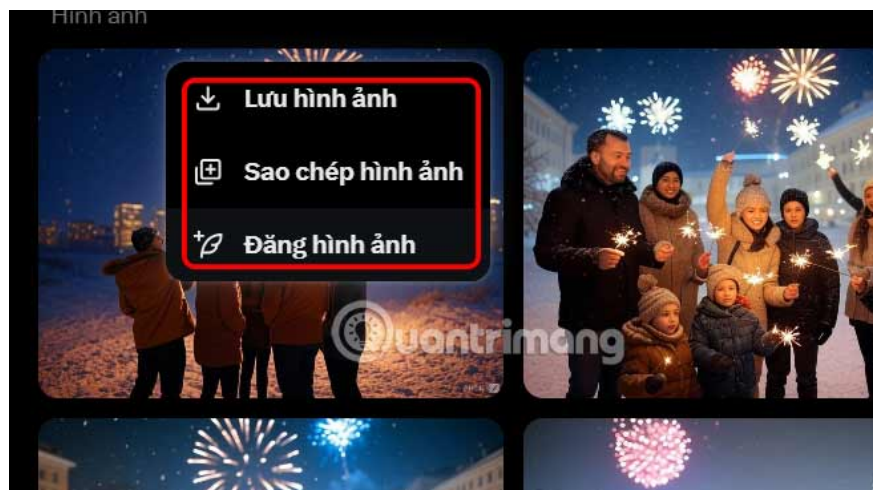 Hình ảnh
Lưu hình ảnh
Sao chép hình ảnh
Đăng hình ảnh
Quantrimang